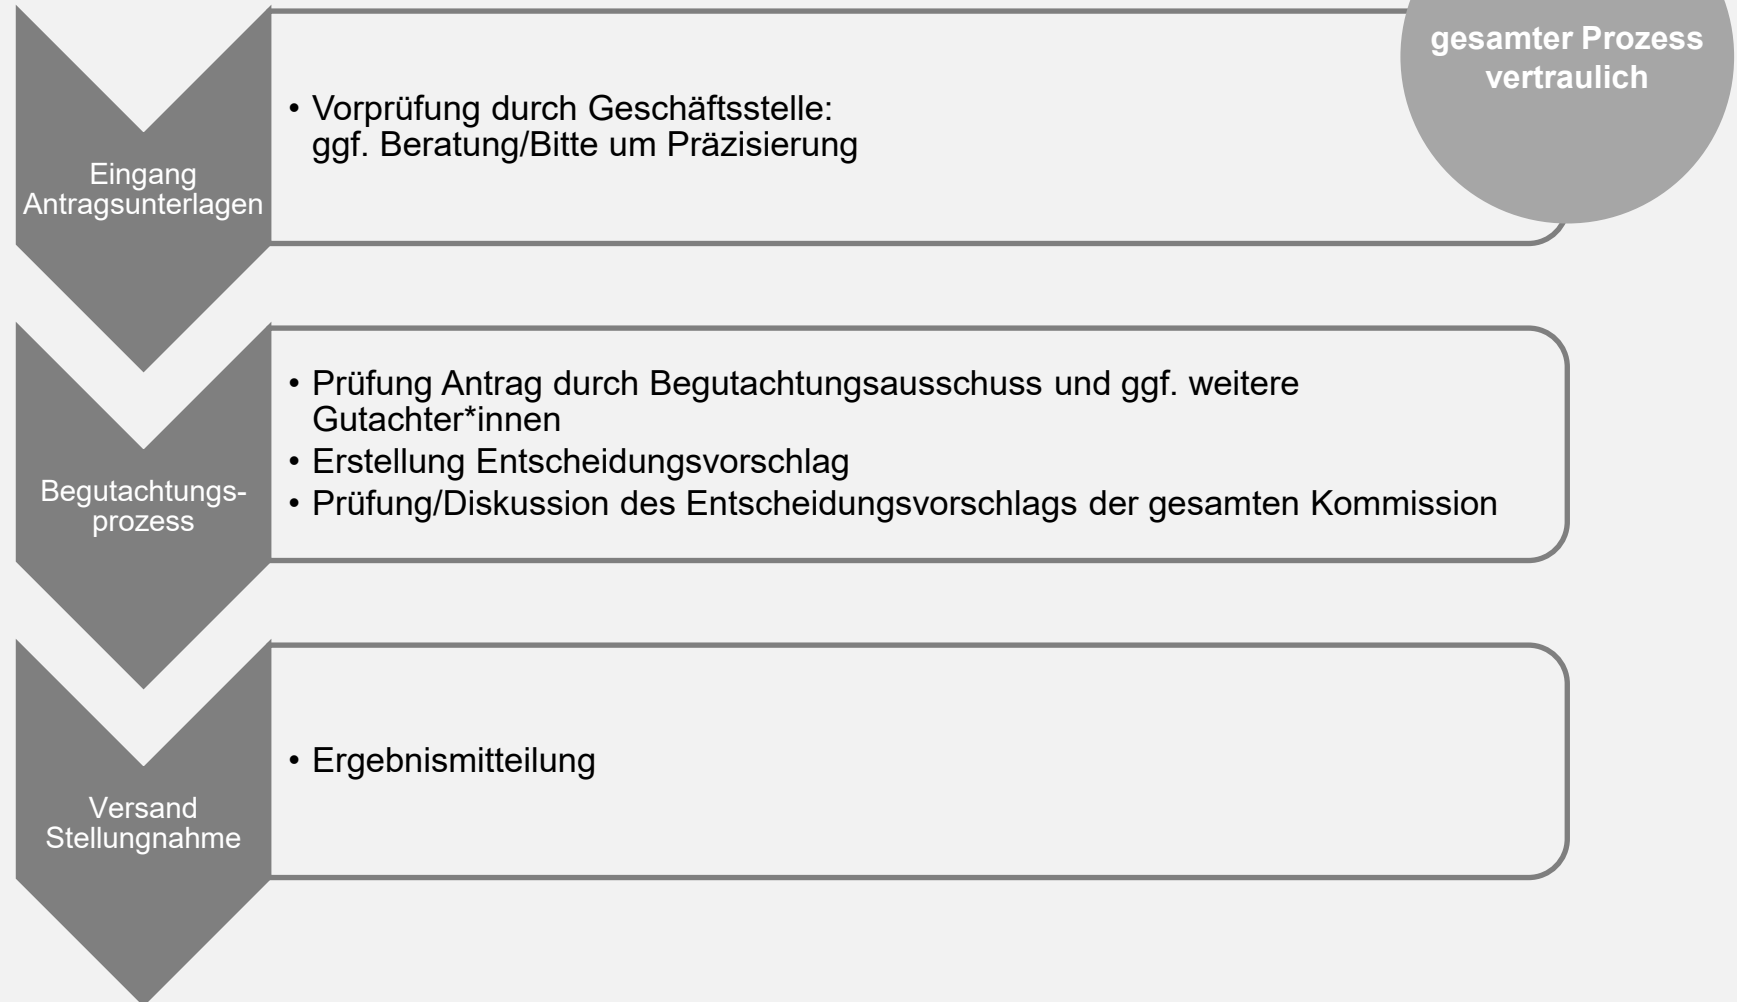 gesamter Prozess
vertraulich
Eingang
Antragsunterlagen
• Vorprüfung durch Geschäftsstelle:
ggf. Beratung/Bitte um Präzisierung
Begutachtungs-
prozess
• Prüfung Antrag durch Begutachtungsausschuss und ggf. weitere
Gutachter*innen
• Erstellung Entscheidungsvorschlag
• Prüfung/Diskussion des Entscheidungsvorschlags der gesamten Kommission
Versand
Stellungnahme
• Ergebnismitteilung